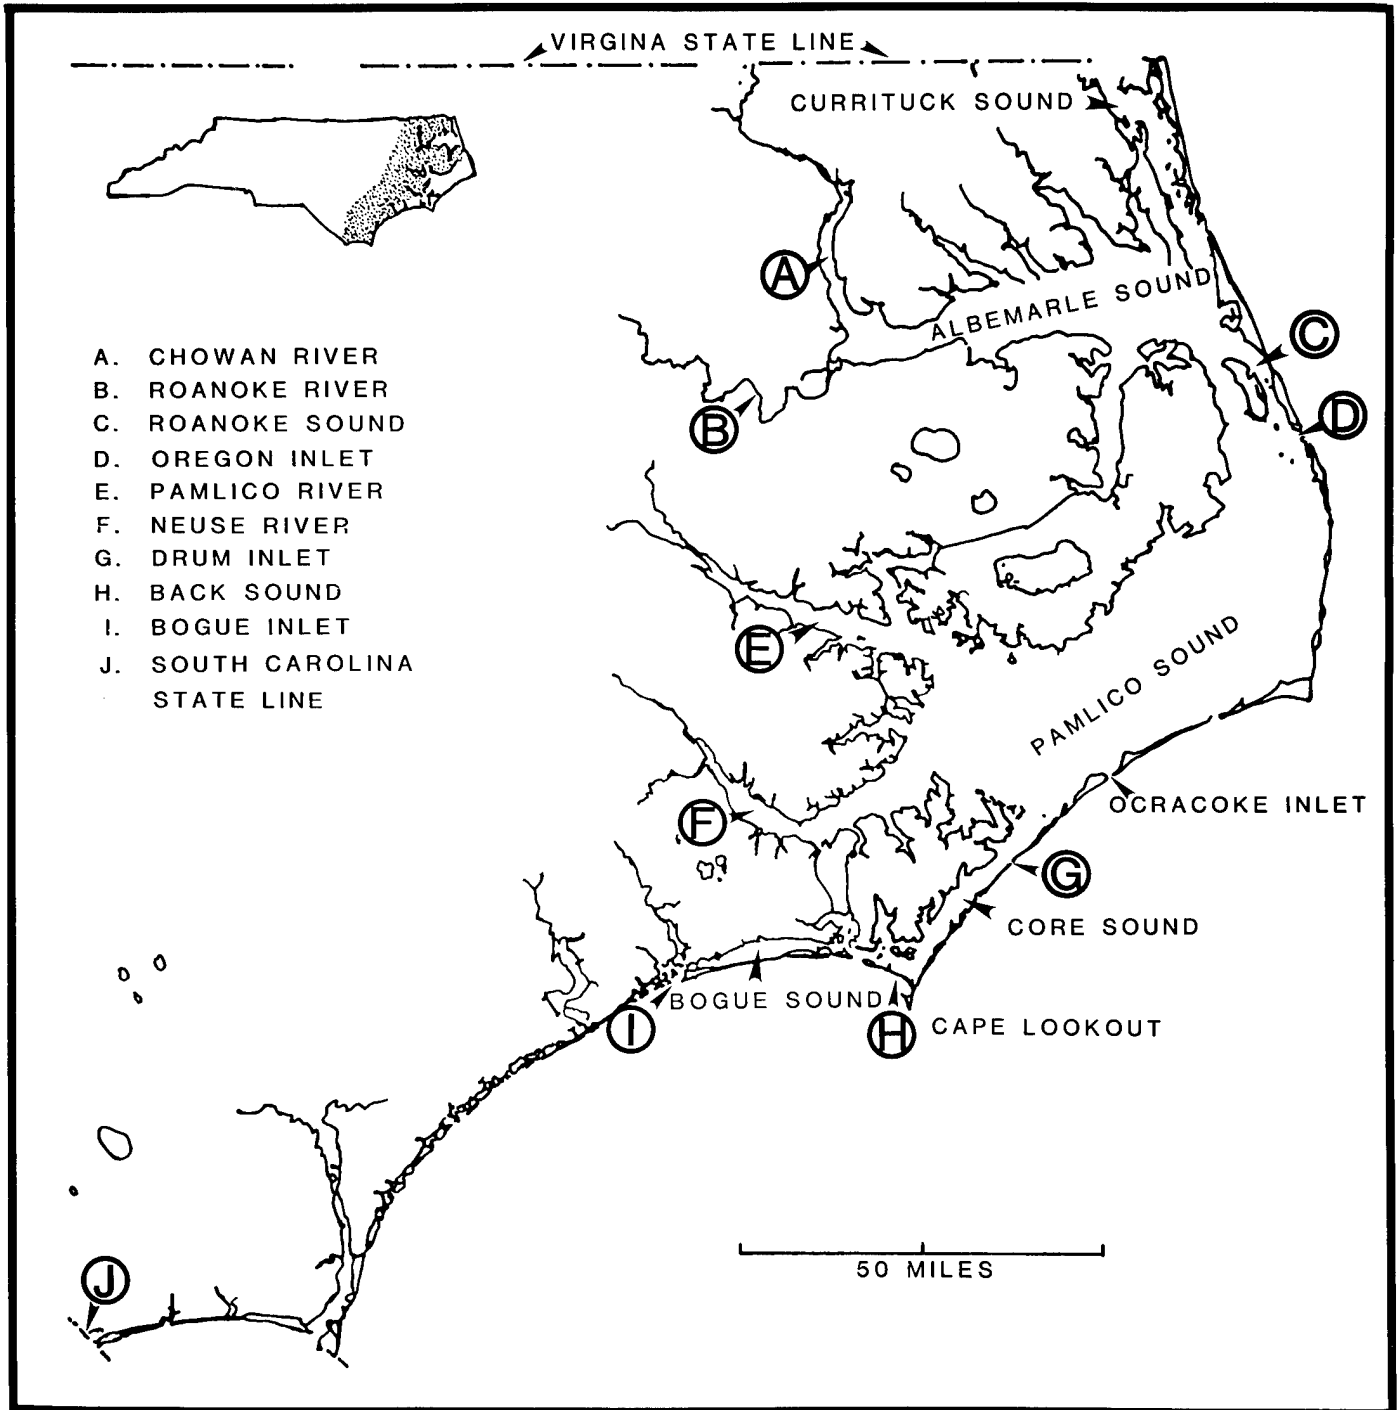 VIRGINA STATE LINE
CURRITUCK SOUND
A
ALBEMARLE SOUND
C
B
D
A. CHOWAN RIVER
B. ROANOKE RIVER
C. ROANOKE SOUND
D. OREGON INLET
E. PAMLICO RIVER
F. NEUSE RIVER
G. DRUM INLET
H. BACK SOUND
I. BOGUE INLET
J. SOUTH CAROLINA
STATE LINE
E
PAMLICO SOUND
OCRACOKE INLET
F
G
CORE SOUND
BOGUE SOUND
I
H
CAPE LOOKOUT
50 MILES
J